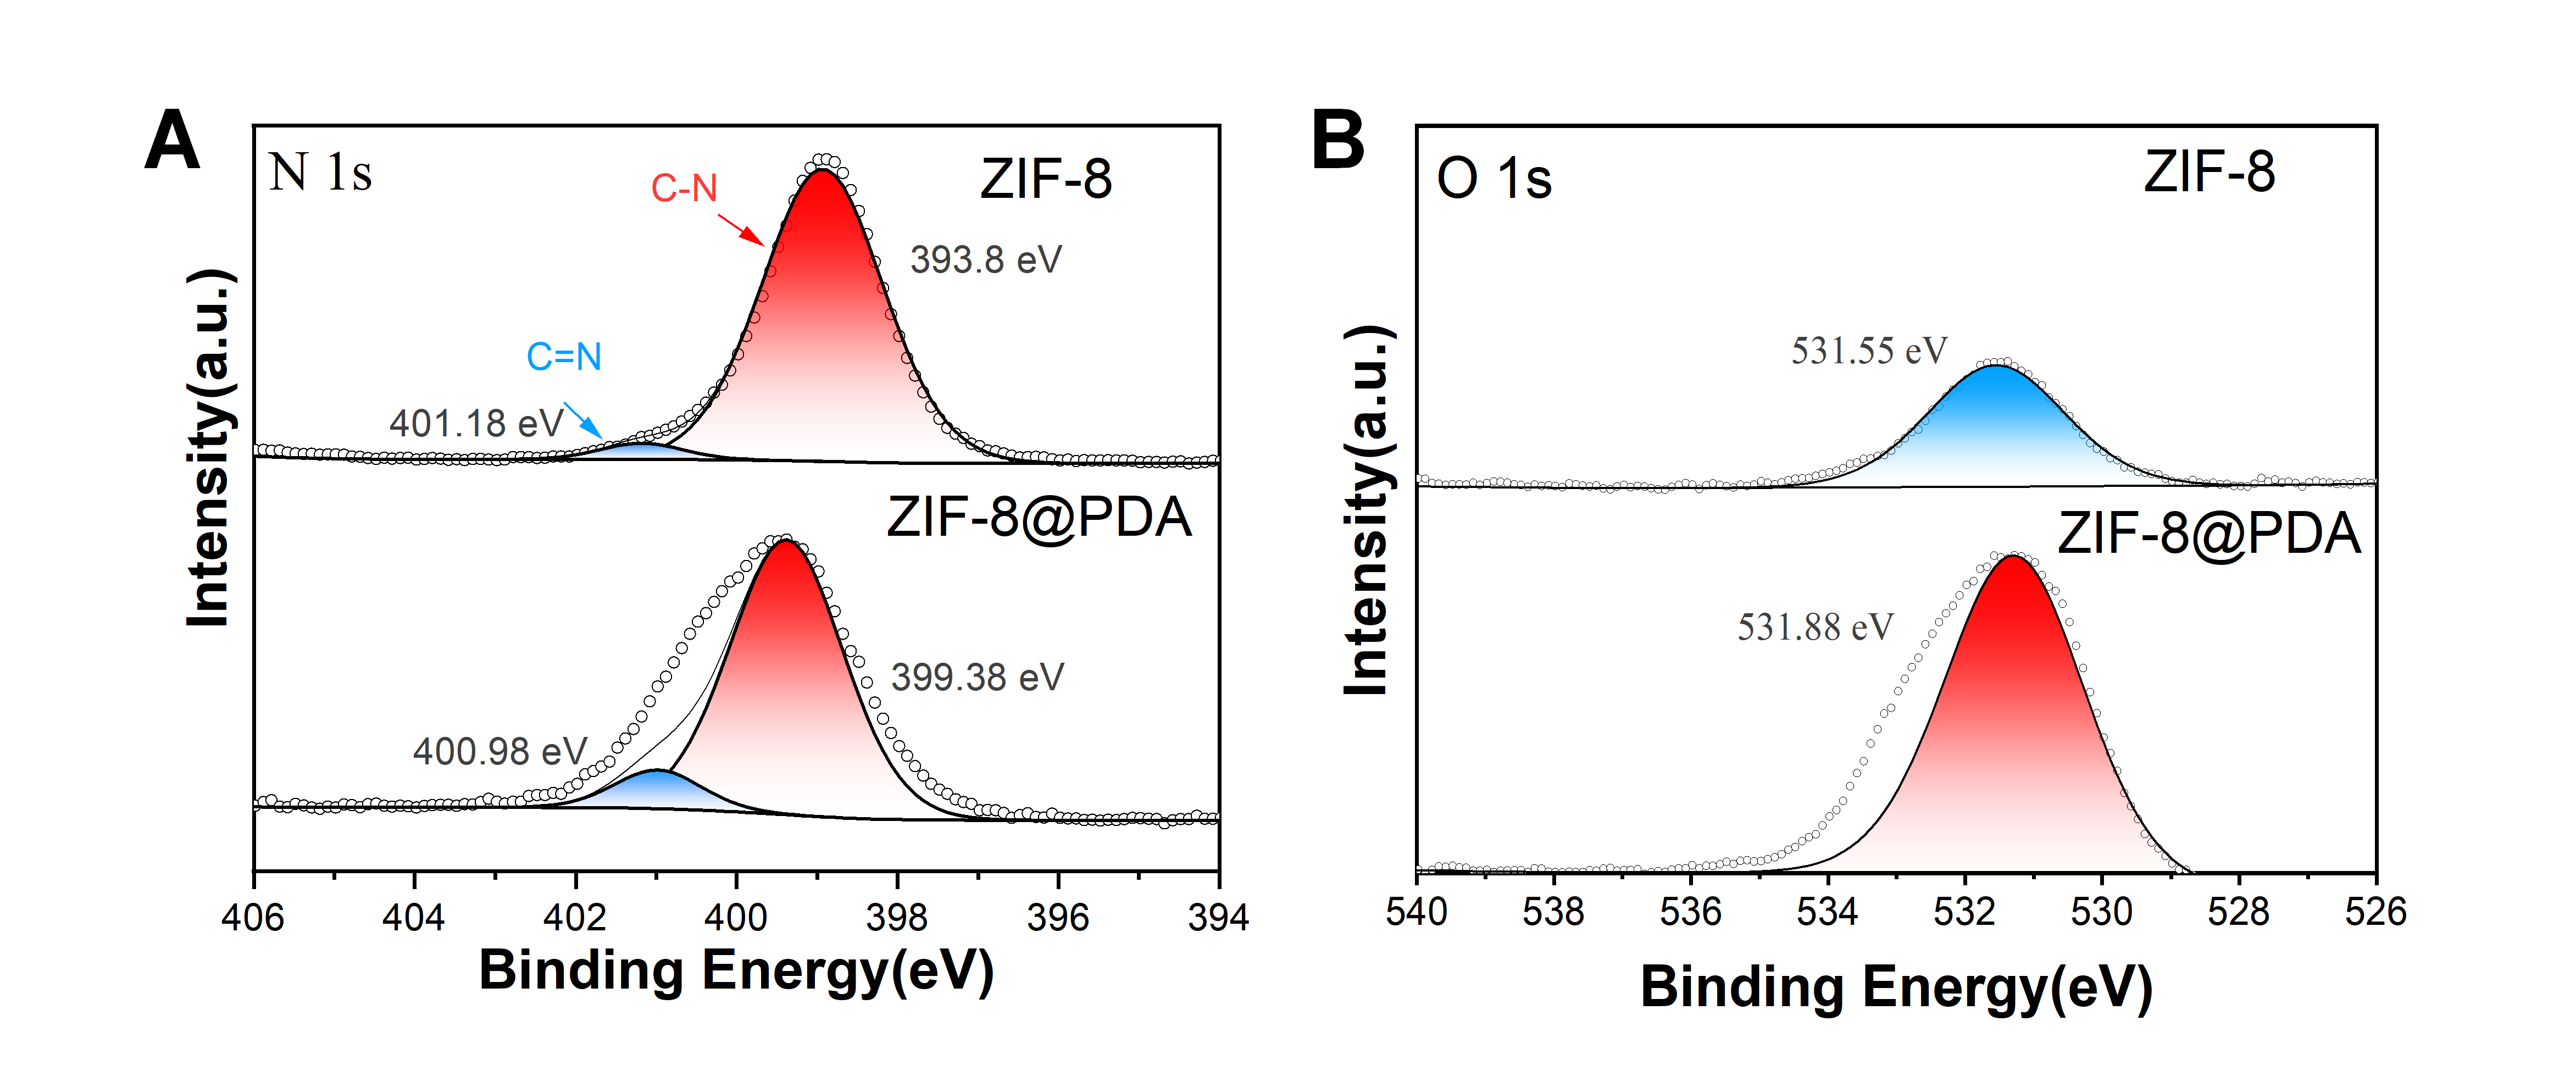 A
N 1s
C-N
ZIF-8
393.8 eV
C=N
401.18 eV
ZIF-8@PDA
399.38 eV
400.98 eV
Intensity(a.u.)
406 404 402 400 398 396 394
Binding Energy(eV)
B
O 1s
ZIF-8
531.55 eV
ZIF-8@PDA
531.88 eV
Intensity(a.u.)
540 538 536 534 532 530 528 526
Binding Energy(eV)